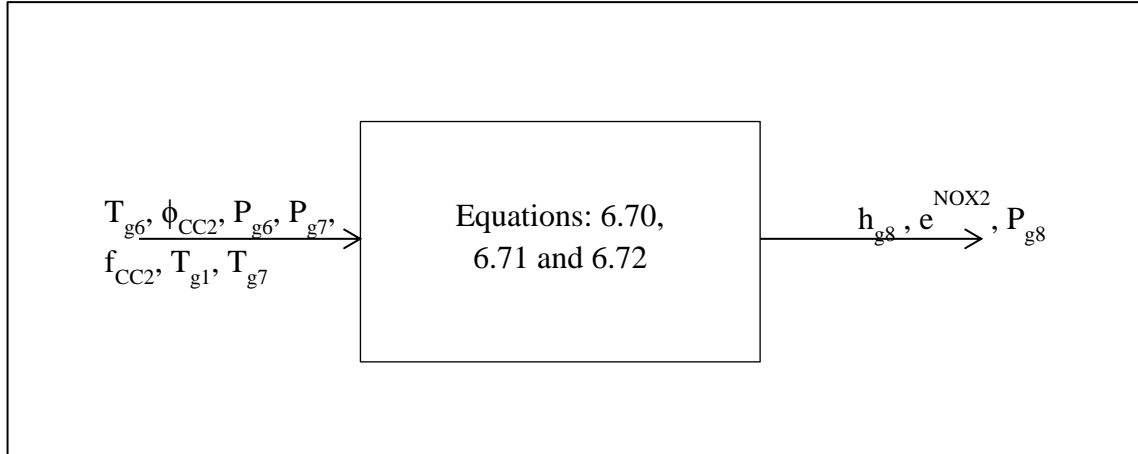 T_g6, ϕ_CC2, P_g6, P_g7,
f_CC2, T_g1, T_g7
Equations: 6.70,
6.71 and 6.72
h_g8 , e^NOX2 , P_g8